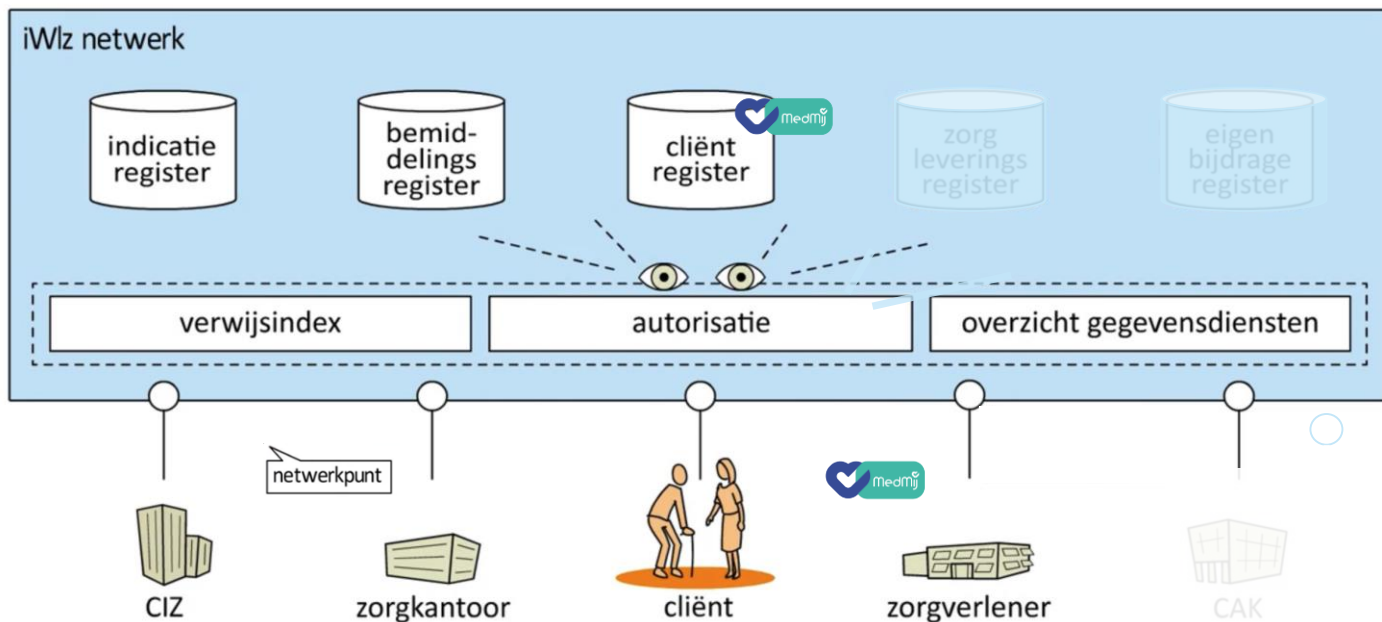 iWlz netwerk
indicatie
register
bemid-
delings
register
cliënt
register
MedMij
zorg
leverings
register
eigen
bijdrage
register
verwijsindex
autorisatie
overzicht gegevensdiensten
netwerkpunt
MedMij
CIZ
zorgkantoor
cliënt
zorgverlener
CAK